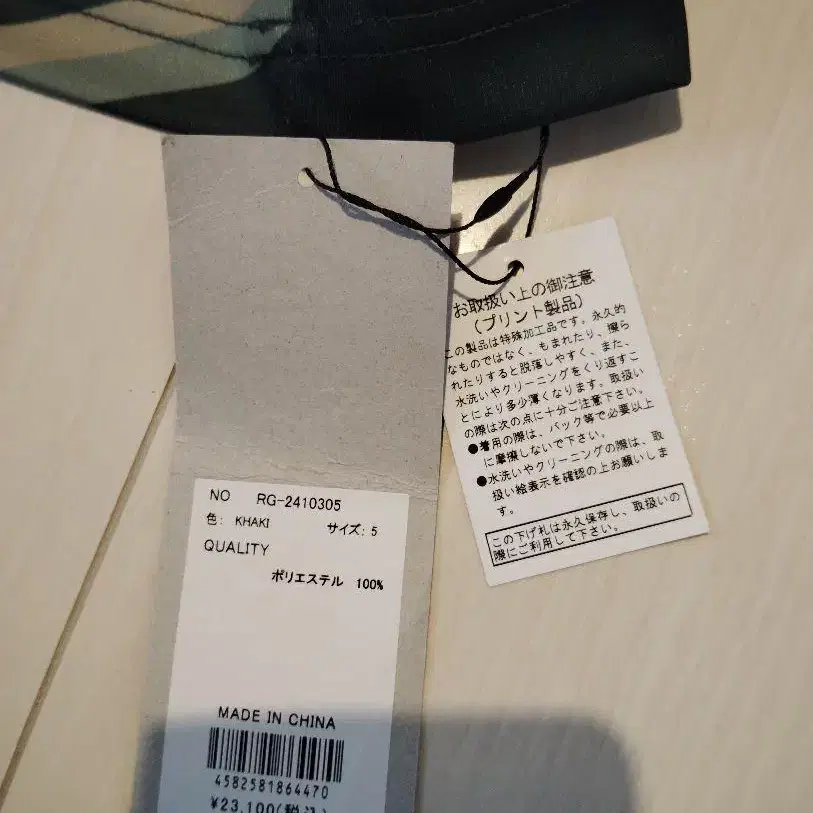 NO RG-2410305
色: KHAKI サイズ: 5
QUALITY
ポリエステル 100%
MADE IN CHINA
4582581864470
¥23,100(税込)
お取扱い上の御注意
(プリント製品)
この製品は特殊加工品です。永久的
なものではなく、もまれたり、擦ら
れたりすると脱落しやすく、また、
水洗いやクリーニングをくり返すこ
とにより多少薄くなります。取扱い
の際は次の点に十分ご注意下さい。
●着用の際は、バック等で必要以上
に摩擦しないで下さい。
●水洗いやクリーニングの際は、取
扱い絵表示を確認の上お願いしま
す。
この下げ札は永久保存し、取扱いの
際にご利用して下さい。